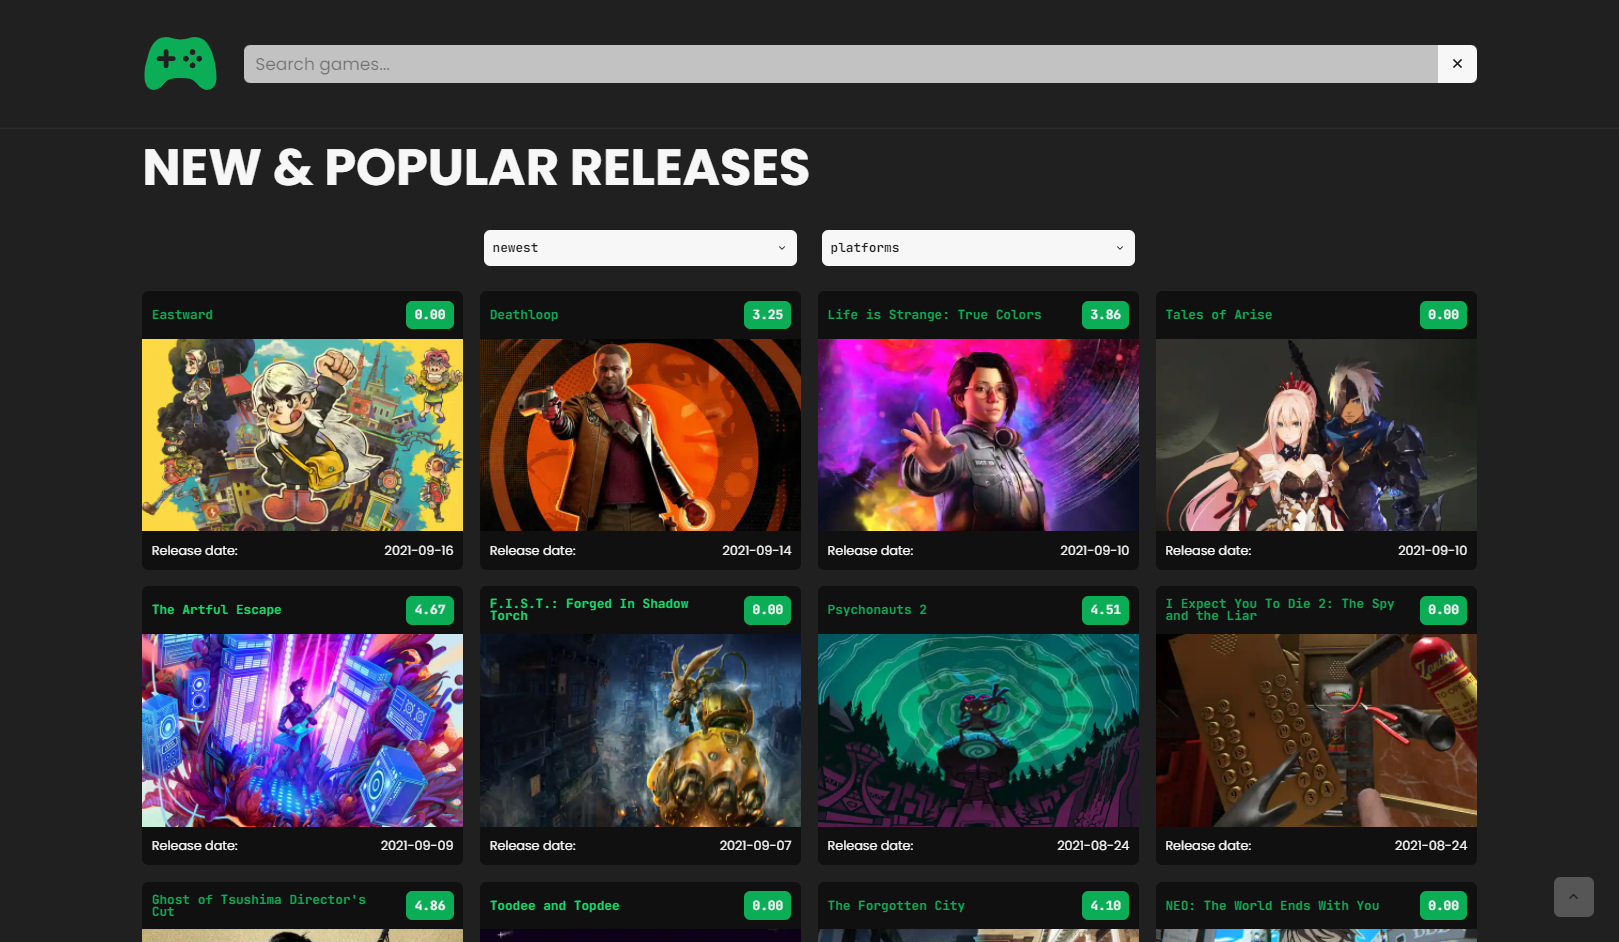 Search games...
NEW & POPULAR RELEASES
newest
platforms
Eastward
0.00
Deathloop
3.25
Life is Strange: True Colors
3.86
Tales of Arise
0.00
Release date:
2021-09-16
Release date:
2021-09-14
Release date:
2021-09-10
Release date:
2021-09-10
The Artful Escape
4.67
F.I.S.T.: Forged In Shadow
Torch
0.00
Psychonauts 2
4.51
I Expect You To Die 2: The Spy
and the Liar
0.00
Release date:
2021-09-09
Release date:
2021-09-07
Release date:
2021-08-24
Release date:
2021-08-24
Ghost of Tsushima Director's
Cut
4.86
Toodee and Topdee
0.00
The Forgotten City
4.10
NEO: The World Ends With You
0.00